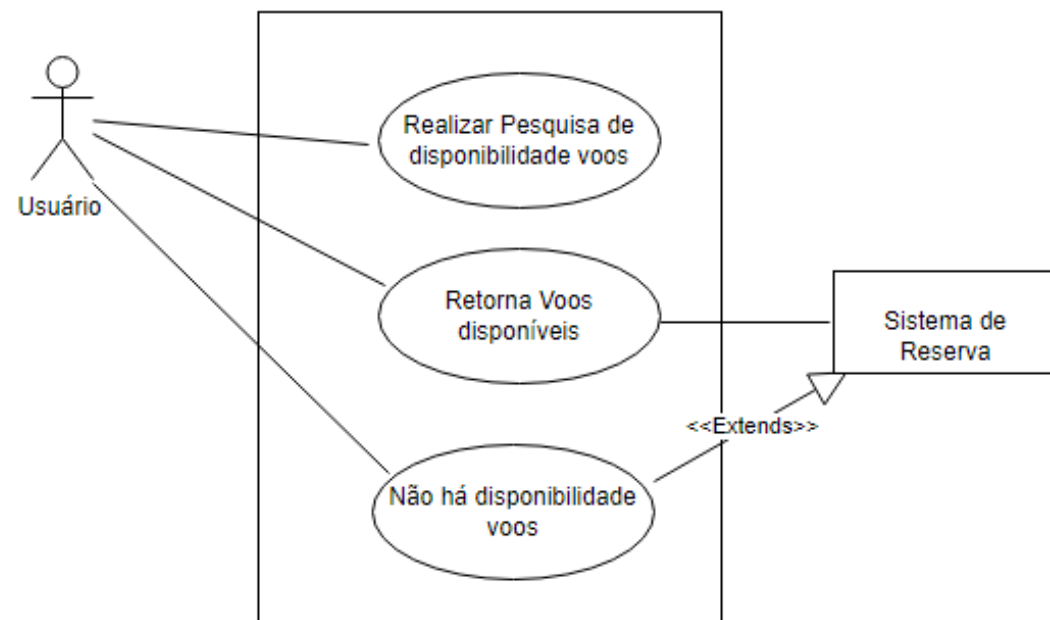 Realizar Pesquisa de
disponibilidade voos
Usuário
Retorna Voos
disponíveis
Sistema de
Reserva
<<Extends>>
Não há disponibilidade
voos